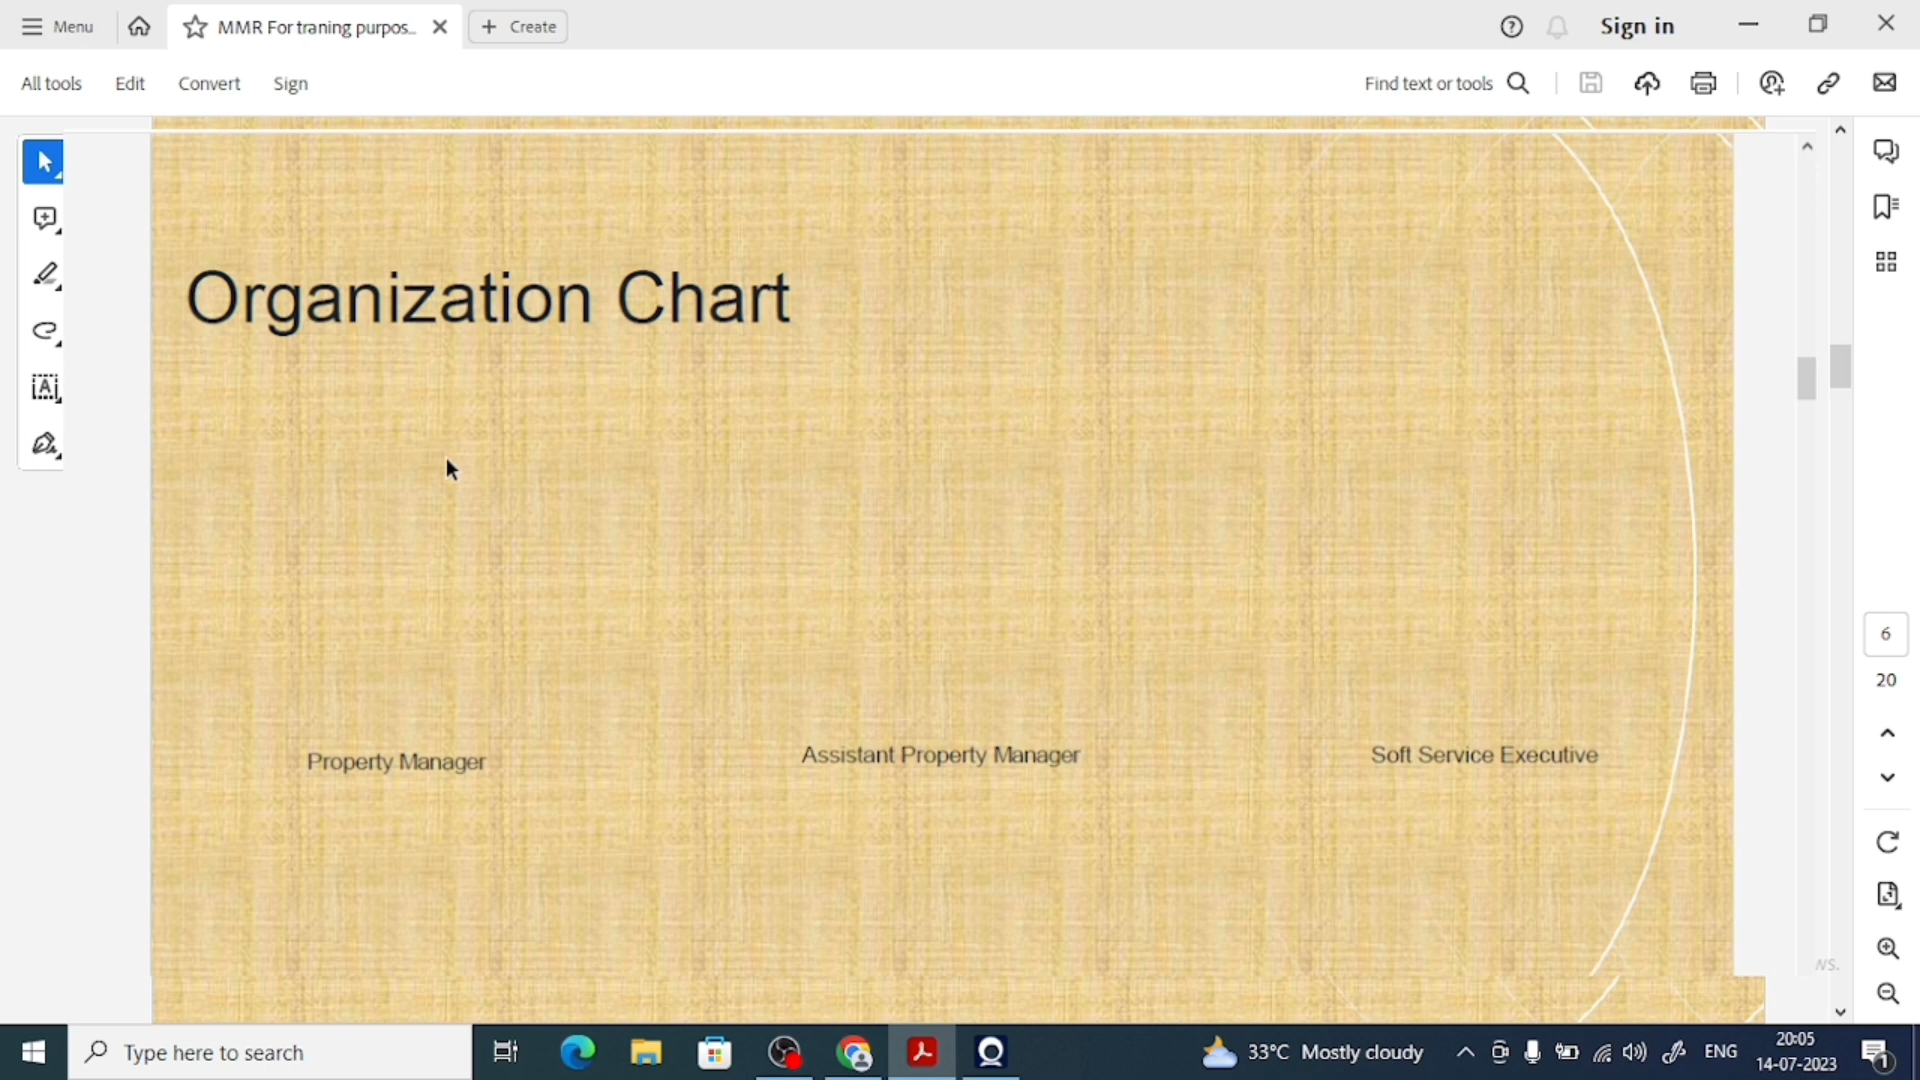 Menu
MMR For traning purpos...
Create
Sign in
All tools
Edit
Convert
Sign
Find text or tools
Organization Chart
Property Manager
Assistant Property Manager
Soft Service Executive
6
20
Type here to search
33°C Mostly cloudy
ENG
20:05
14-07-2023
1